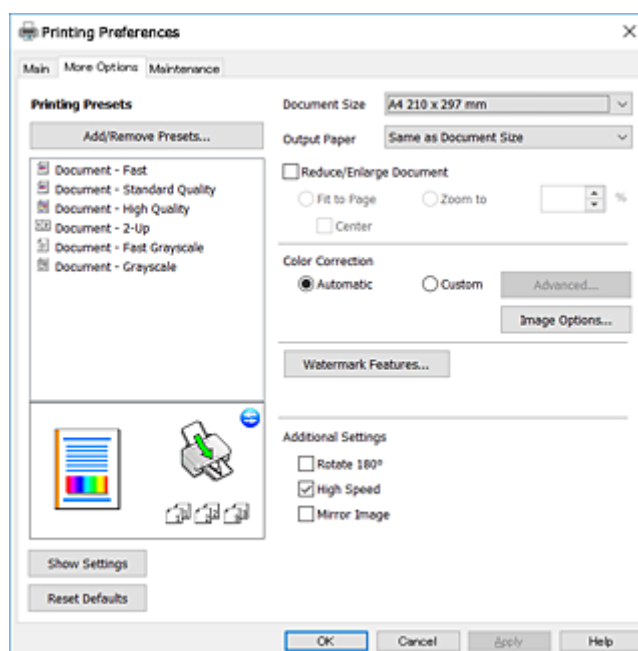 Printing Preferences
Main More Options Maintenance
Printing Presets
Add/Remove Presets...
Document - Fast
Document - Standard Quality
Document - High Quality
Document - 2-Up
Document - Fast Grayscale
Document - Grayscale
Show Settings
Reset Defaults
Document Size A4 210 x 297 mm
Output Paper Same as Document Size
Reduce/Enlarge Document
Fit to Page Zoom to %
Center
Color Correction
Automatic Custom Advanced...
Image Options...
Watermark Features...
Additional Settings
Rotate 180°
High Speed
Mirror Image
OK Cancel Apply Help